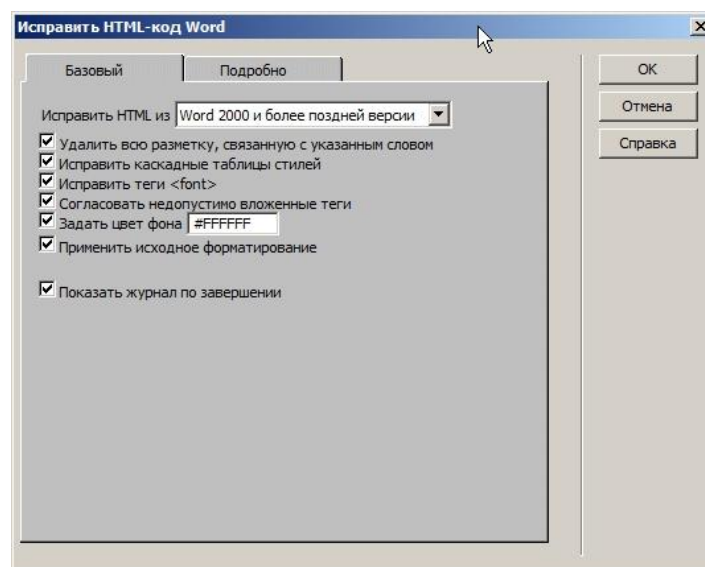 Исправить HTML-код Word
Базовый
Подробно
Исправить HTML из Word 2000 и более поздней версии
Удалить всю разметку, связанную с указанным словом
Исправить каскадные таблицы стилей
Исправить теги <font>
Согласовать недопустимо вложенные теги
Задать цвет фона #FFFFFF
Применить исходное форматирование
Показать журнал по завершении
OK
Отмена
Справка